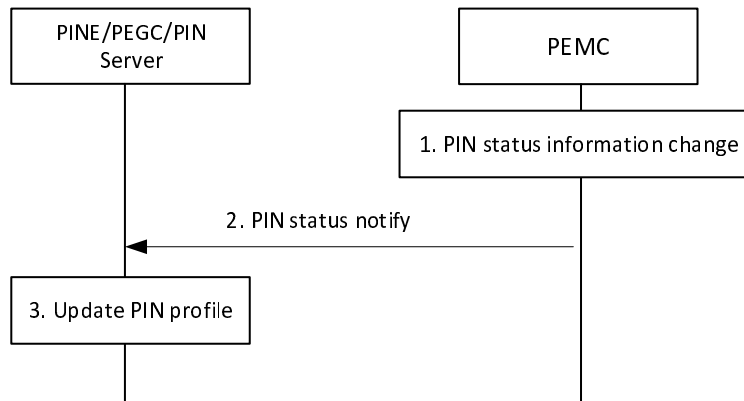 PINE/PEGC/PIN
Server
PEMC
1. PIN status information change
2. PIN status notify
3. Update PIN profile